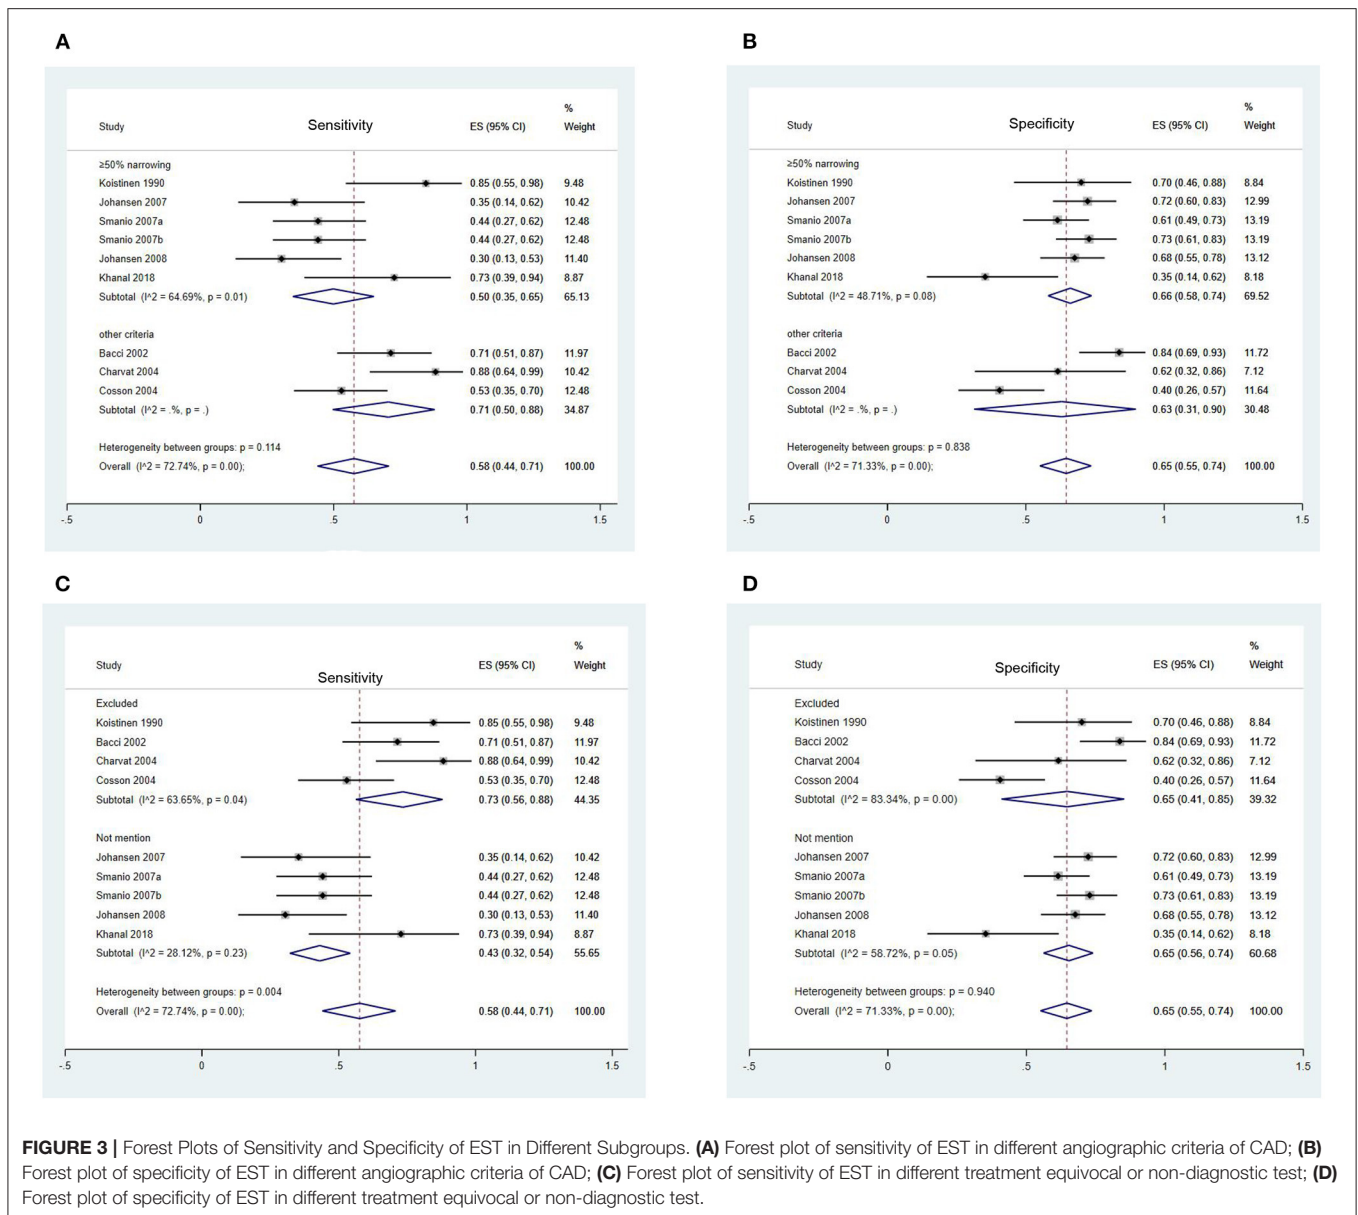 A
%
Study Sensitivity ES (95% CI) Weight
≥50% narrowing
Koistinen 1990 0.85 (0.55, 0.98) 9.48
Johansen 2007 0.35 (0.14, 0.62) 10.42
Smanio 2007a 0.44 (0.27, 0.62) 12.48
Smanio 2007b 0.44 (0.27, 0.62) 12.48
Johansen 2008 0.30 (0.13, 0.53) 11.40
Khanal 2018 0.73 (0.39, 0.94) 8.87
Subtotal (I^2 = 64.69%, p = 0.01) 0.50 (0.35, 0.65) 65.13
other criteria
Bacci 2002 0.71 (0.51, 0.87) 11.97
Charvat 2004 0.88 (0.64, 0.99) 10.42
Cosson 2004 0.53 (0.35, 0.70) 12.48
Subtotal (I^2 = .%, p = .) 0.71 (0.50, 0.88) 34.87
Heterogeneity between groups: p = 0.114
Overall (I^2 = 72.74%, p = 0.00); 0.58 (0.44, 0.71) 100.00
-.5 0 .5 1 1.5
B
%
Study Specificity ES (95% CI) Weight
≥50% narrowing
Koistinen 1990 0.70 (0.46, 0.88) 8.84
Johansen 2007 0.72 (0.60, 0.83) 12.99
Smanio 2007a 0.61 (0.49, 0.73) 13.19
Smanio 2007b 0.73 (0.61, 0.83) 13.19
Johansen 2008 0.68 (0.55, 0.78) 13.12
Khanal 2018 0.35 (0.14, 0.62) 8.18
Subtotal (I^2 = 48.71%, p = 0.08) 0.66 (0.58, 0.74) 69.52
other criteria
Bacci 2002 0.84 (0.69, 0.93) 11.72
Charvat 2004 0.62 (0.32, 0.86) 7.12
Cosson 2004 0.40 (0.26, 0.57) 11.64
Subtotal (I^2 = .%, p = .) 0.63 (0.31, 0.90) 30.48
Heterogeneity between groups: p = 0.838
Overall (I^2 = 71.33%, p = 0.00); 0.65 (0.55, 0.74) 100.00
-.5 0 .5 1 1.5
C
%
Study Sensitivity ES (95% CI) Weight
Excluded
Koistinen 1990 0.85 (0.55, 0.98) 9.48
Bacci 2002 0.71 (0.51, 0.87) 11.97
Charvat 2004 0.88 (0.64, 0.99) 10.42
Cosson 2004 0.53 (0.35, 0.70) 12.48
Subtotal (I^2 = 63.65%, p = 0.04) 0.73 (0.56, 0.88) 44.35
Not mention
Johansen 2007 0.35 (0.14, 0.62) 10.42
Smanio 2007a 0.44 (0.27, 0.62) 12.48
Smanio 2007b 0.44 (0.27, 0.62) 12.48
Johansen 2008 0.30 (0.13, 0.53) 11.40
Khanal 2018 0.73 (0.39, 0.94) 8.87
Subtotal (I^2 = 28.12%, p = 0.23) 0.43 (0.32, 0.54) 55.65
Heterogeneity between groups: p = 0.004
Overall (I^2 = 72.74%, p = 0.00); 0.58 (0.44, 0.71) 100.00
-.5 0 .5 1 1.5
D
%
Study Specificity ES (95% CI) Weight
Excluded
Koistinen 1990 0.70 (0.46, 0.88) 8.84
Bacci 2002 0.84 (0.69, 0.93) 11.72
Charvat 2004 0.62 (0.32, 0.86) 7.12
Cosson 2004 0.40 (0.26, 0.57) 11.64
Subtotal (I^2 = 83.34%, p = 0.00) 0.65 (0.41, 0.85) 39.32
Not mention
Johansen 2007 0.72 (0.60, 0.83) 12.99
Smanio 2007a 0.61 (0.49, 0.73) 13.19
Smanio 2007b 0.73 (0.61, 0.83) 13.19
Johansen 2008 0.68 (0.55, 0.78) 13.12
Khanal 2018 0.35 (0.14, 0.62) 8.18
Subtotal (I^2 = 58.72%, p = 0.05) 0.65 (0.56, 0.74) 60.68
Heterogeneity between groups: p = 0.940
Overall (I^2 = 71.33%, p = 0.00); 0.65 (0.55, 0.74) 100.00
-.5 0 .5 1 1.5
FIGURE 3 | Forest Plots of Sensitivity and Specificity of EST in Different Subgroups. (A) Forest plot of sensitivity of EST in different angiographic criteria of CAD; (B)
Forest plot of specificity of EST in different angiographic criteria of CAD; (C) Forest plot of sensitivity of EST in different treatment equivocal or non-diagnostic test; (D)
Forest plot of specificity of EST in different treatment equivocal or non-diagnostic test.